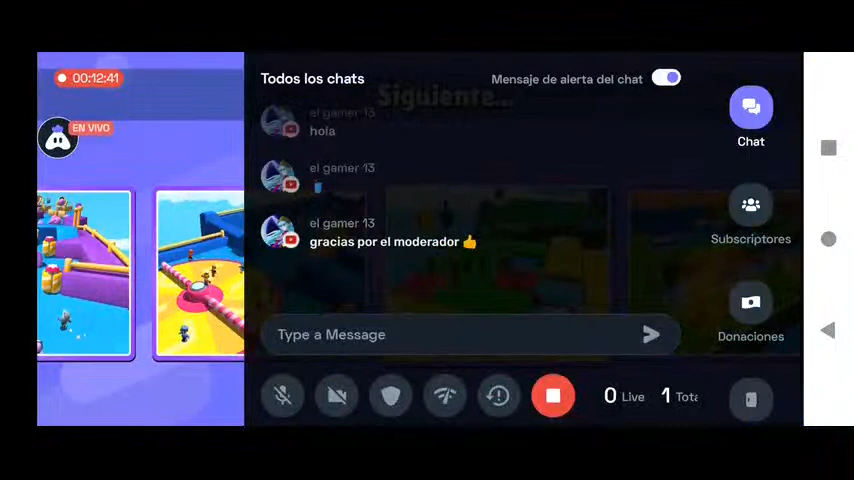 00:12:41
EN VIVO
Todos los chats
Mensaje de alerta del chat
Siguiente...
el gamer 13
hola
el gamer 13
el gamer 13
gracias por el moderador 👍
Type a Message
0 Live 1 Tota
Chat
Subscriptores
Donaciones